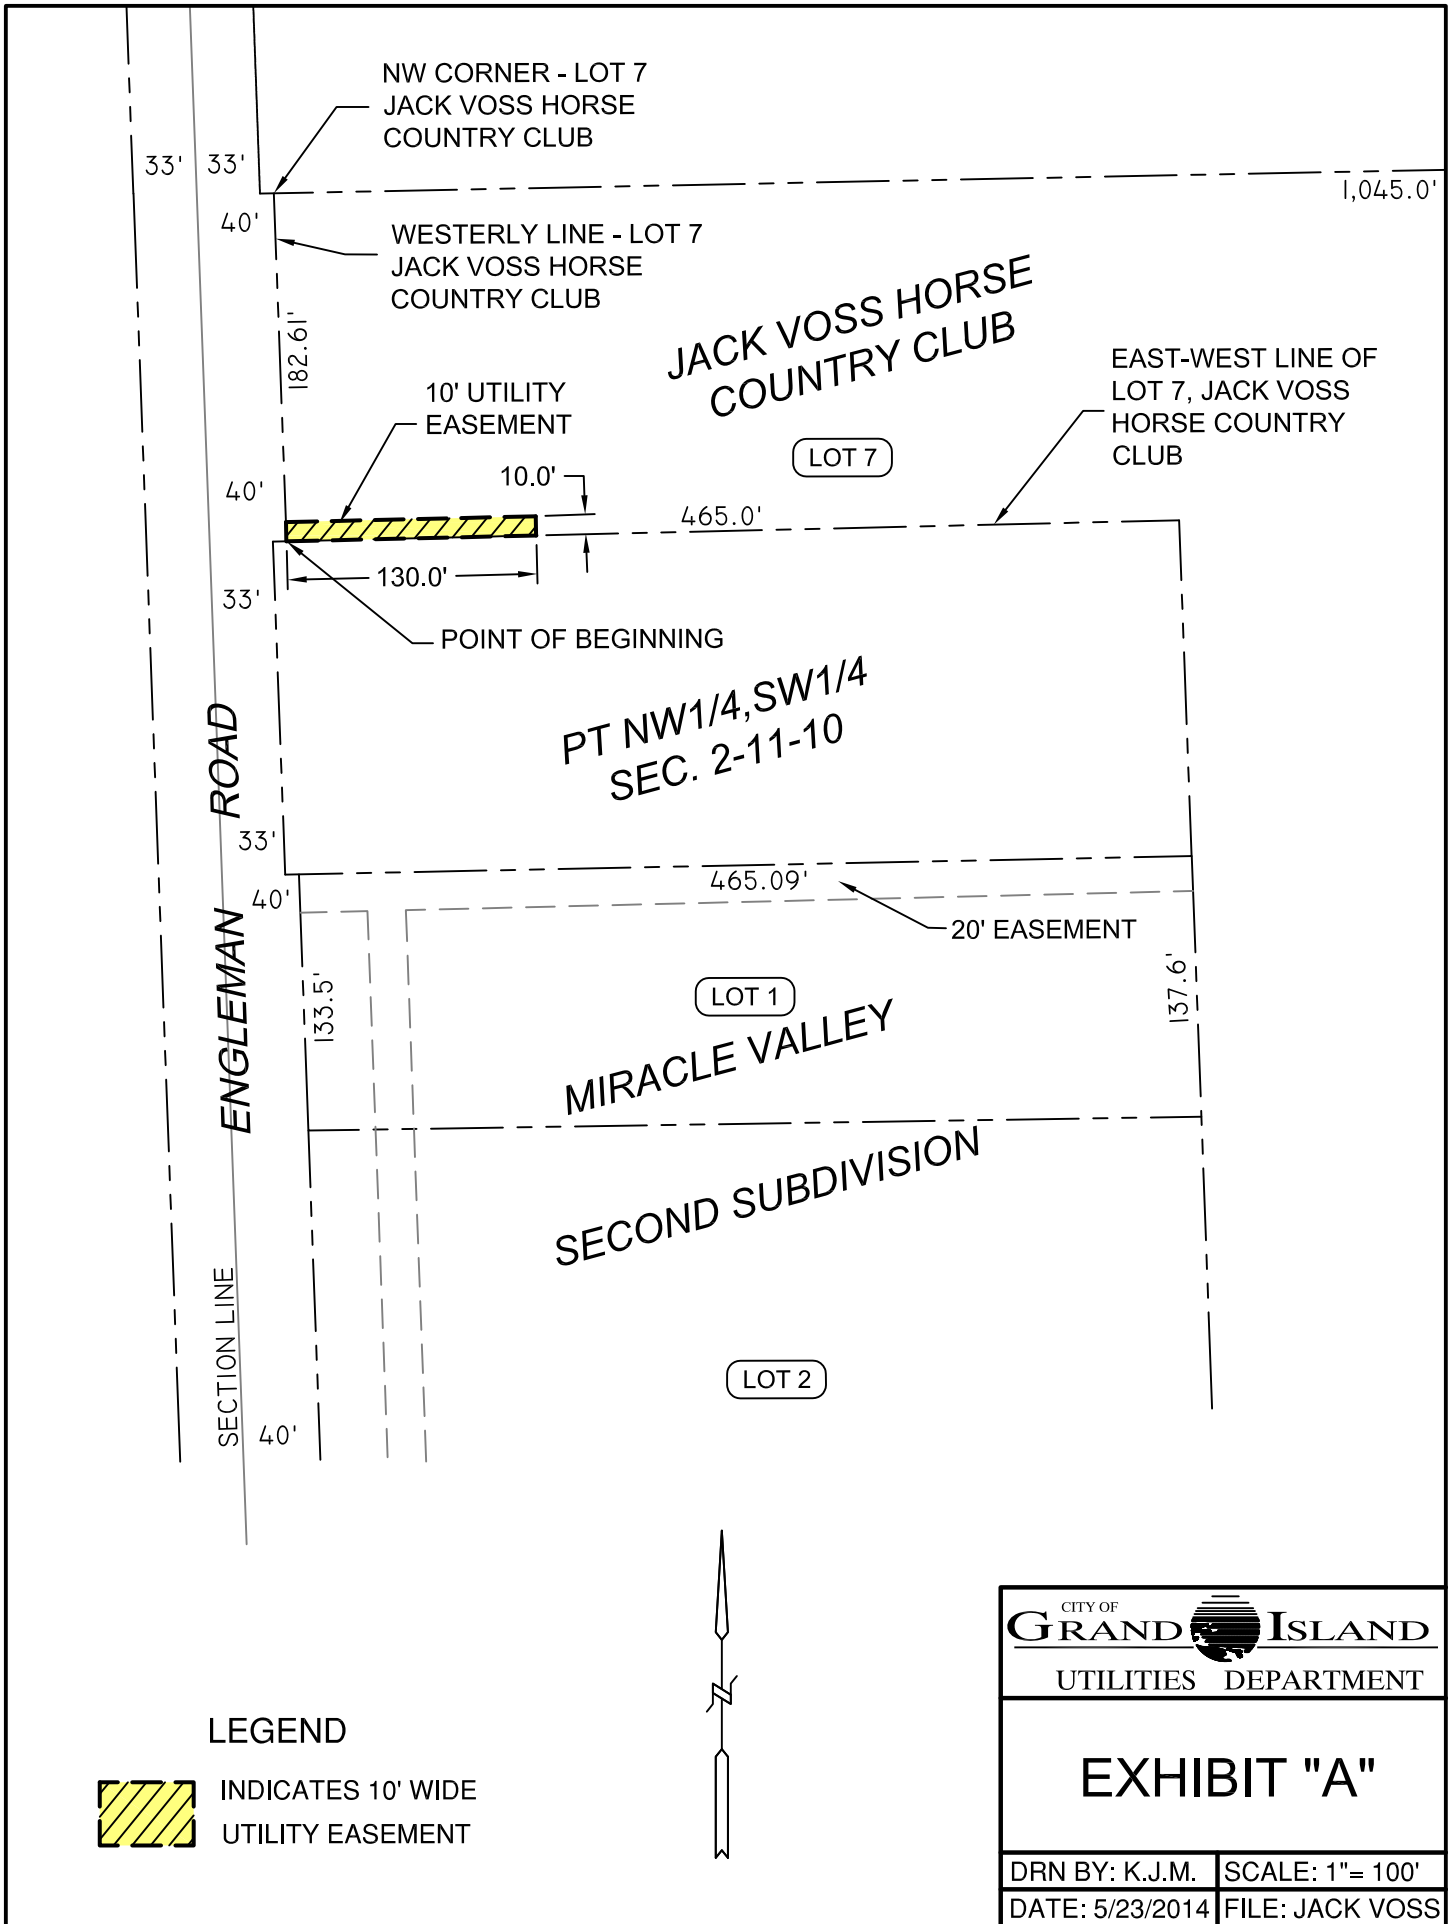 NW CORNER - LOT 7
JACK VOSS HORSE
COUNTRY CLUB
33' 33'
1,045.0'
40'
WESTERLY LINE - LOT 7
JACK VOSS HORSE
COUNTRY CLUB
182.61'
JACK VOSS HORSE
COUNTRY CLUB
EAST-WEST LINE OF
LOT 7, JACK VOSS
HORSE COUNTRY
CLUB
10' UTILITY
EASEMENT
LOT 7
10.0'
40'
465.0'
130.0'
33'
POINT OF BEGINNING
PT NW1/4,SW1/4
SEC. 2-11-10
ENGLEMAN ROAD
33'
465.09'
40'
20' EASEMENT
133.5'
LOT 1
137.6'
MIRACLE VALLEY
SECOND SUBDIVISION
SECTION LINE
LOT 2
40'
LEGEND
INDICATES 10' WIDE
UTILITY EASEMENT
CITY OF
GRAND ISLAND
UTILITIES DEPARTMENT
EXHIBIT "A"
DRN BY: K.J.M. SCALE: 1"= 100'
DATE: 5/23/2014 FILE: JACK VOSS